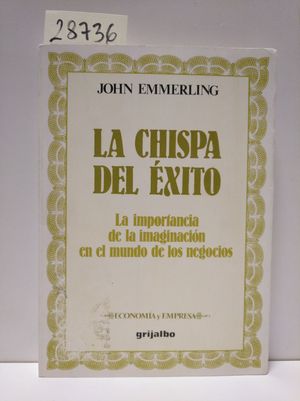 28736
JOHN EMMERLING
LA CHISPA
DEL ÉXITO
La importancia
de la imaginación
en el mundo de los negocios
ECONOMÍA y EMPRESA
grijalbo